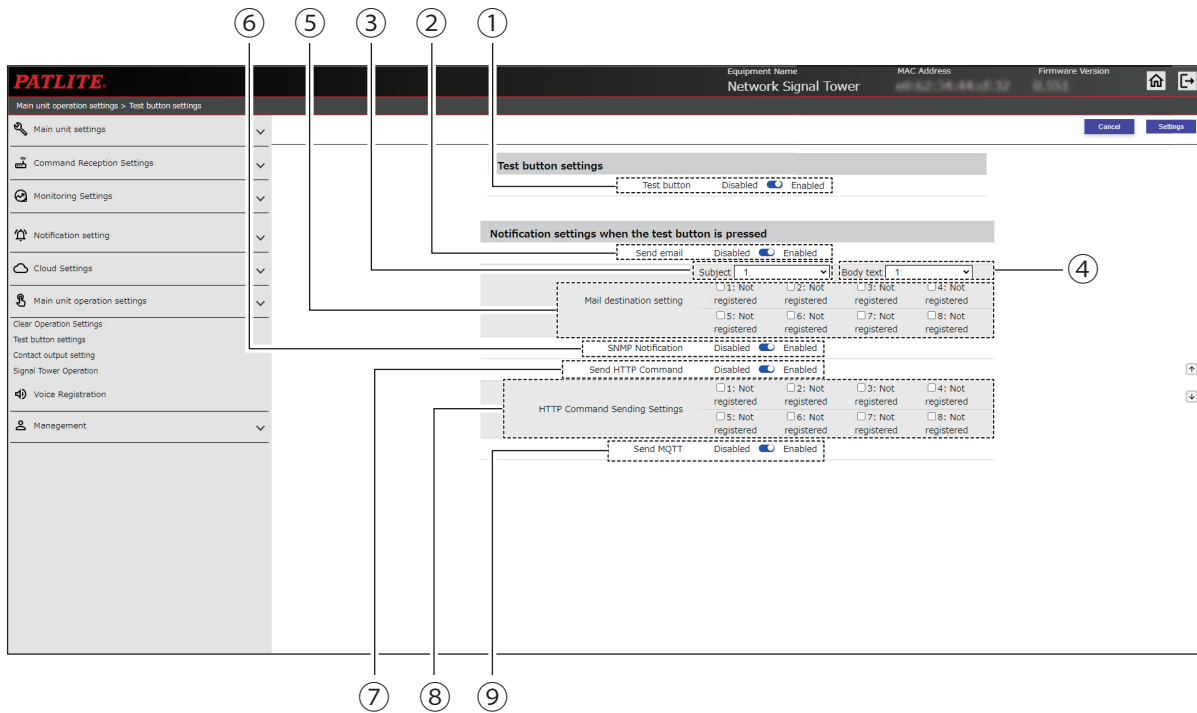 ⑥ ⑤ ③ ② ①
PATLITE®
Equipment Name MAC Address Firmware Version
Network Signal Tower
Main unit operation settings > Test button settings
Main unit settings
Cancel Settings
Command Reception Settings
Test button settings
Test button Disabled Enabled
Monitoring Settings
Notification setting
Notification settings when the test button is pressed
Send email Disabled Enabled
Cloud Settings
Subject 1. Body text 1:
④
Main unit operation settings
Mail destination setting
1: Not registered 2: Not registered 3: Not registered 4: Not registered
5: Not registered 6: Not registered 7: Not registered 8: Not registered
Clear Operation Settings
Test button settings
Contact output setting
Signal Tower Operation
SNMP Notification Disabled Enabled
Send HTTP Command Disabled Enabled
Voice Registration
HTTP Command Sending Settings
1: Not registered 2: Not registered 3: Not registered 4: Not registered
5: Not registered 6: Not registered 7: Not registered 8: Not registered
Management
Send MQTT Disabled Enabled
⑦ ⑧ ⑨